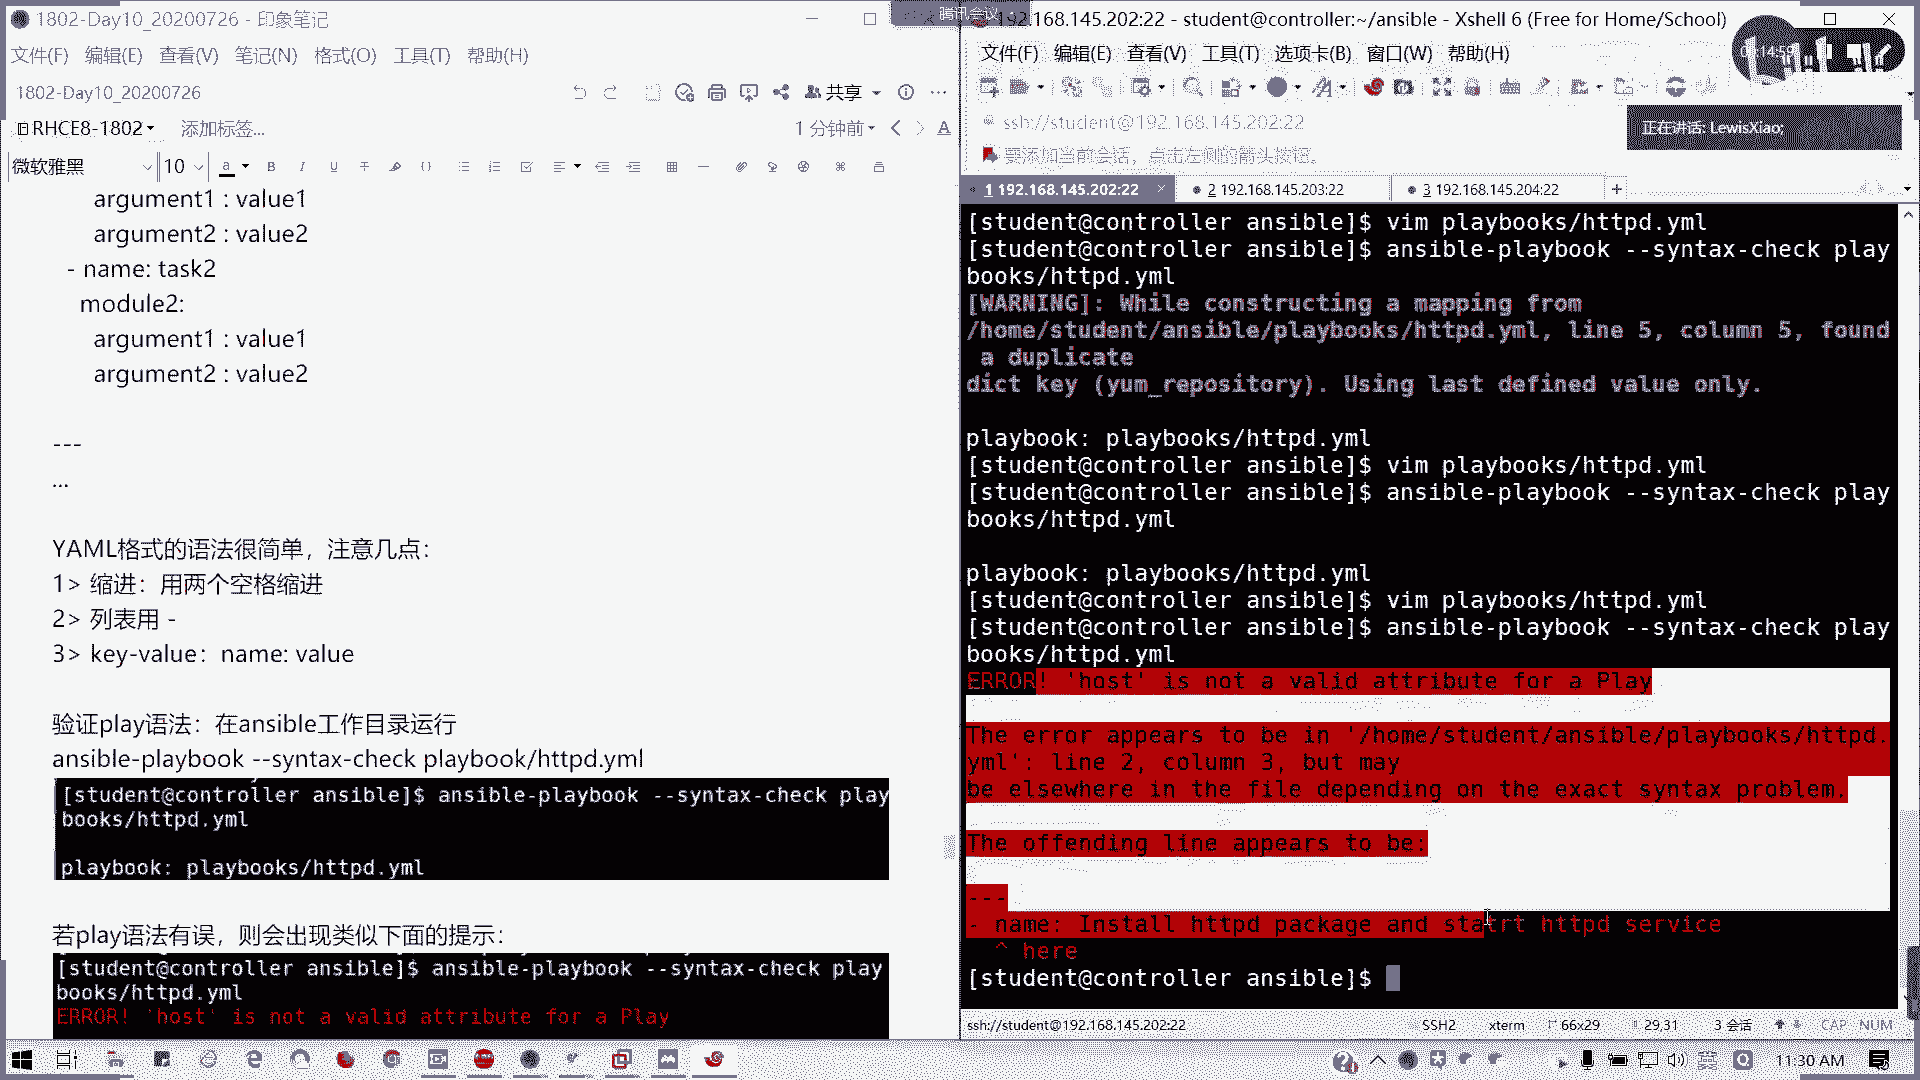 1802-Day10_20200726 - 印象笔记
文件(F) 编辑(E) 查看(V) 笔记(N) 格式(O) 工具(T) 帮助(H)
1802-Day10_20200726
共享
RHCE8-1802
添加标签...
1 分钟前
微软雅黑
10
argument1 : value1
argument2 : value2
- name: task2
module2:
argument1 : value1
argument2 : value2
---
...
YAML格式的语法很简单，注意几点：
1> 缩进：用两个空格缩进
2> 列表用 -
3> key-value：name: value
验证play语法：在ansible工作目录运行
ansible-playbook --syntax-check playbook/httpd.yml
[student@controller ansible]$ ansible-playbook --syntax-check play
books/httpd.yml
playbook: playbooks/httpd.yml
若play语法有误，则会出现类似下面的提示：
[student@controller ansible]$ ansible-playbook --syntax-check play
books/httpd.yml
ERROR! 'host' is not a valid attribute for a Play
腾讯会议
192.168.145.202:22 - student@controller:~/ansible - Xshell 6 (Free for Home/School)
文件(F) 编辑(E) 查看(V) 工具(T) 选项卡(B) 窗口(W) 帮助(H)
14:59
ssh://student@192.168.145.202:22
正在讲话: LewisXiao;
要添加当前会话，点击左侧的箭头按钮。
1 192.168.145.202:22
2 192.168.145.203:22
3 192.168.145.204:22
[student@controller ansible]$ vim playbooks/httpd.yml
[student@controller ansible]$ ansible-playbook --syntax-check play
books/httpd.yml
[WARNING]: While constructing a mapping from
/home/student/ansible/playbooks/httpd.yml, line 5, column 5, found
a duplicate
dict key (yum_repository). Using last defined value only.
playbook: playbooks/httpd.yml
[student@controller ansible]$ vim playbooks/httpd.yml
[student@controller ansible]$ ansible-playbook --syntax-check play
books/httpd.yml
playbook: playbooks/httpd.yml
[student@controller ansible]$ vim playbooks/httpd.yml
[student@controller ansible]$ ansible-playbook --syntax-check play
books/httpd.yml
ERROR! 'host' is not a valid attribute for a Play
The error appears to be in '/home/student/ansible/playbooks/httpd.
yml': line 2, column 3, but may
be elsewhere in the file depending on the exact syntax problem.
The offending line appears to be:
---
- name: Install httpd package and statrt httpd service
^ here
[student@controller ansible]$
ssh://student@192.168.145.202:22
SSH2
xterm
66x29
29,31
3 会话
CAP NUM
英
11:30 AM